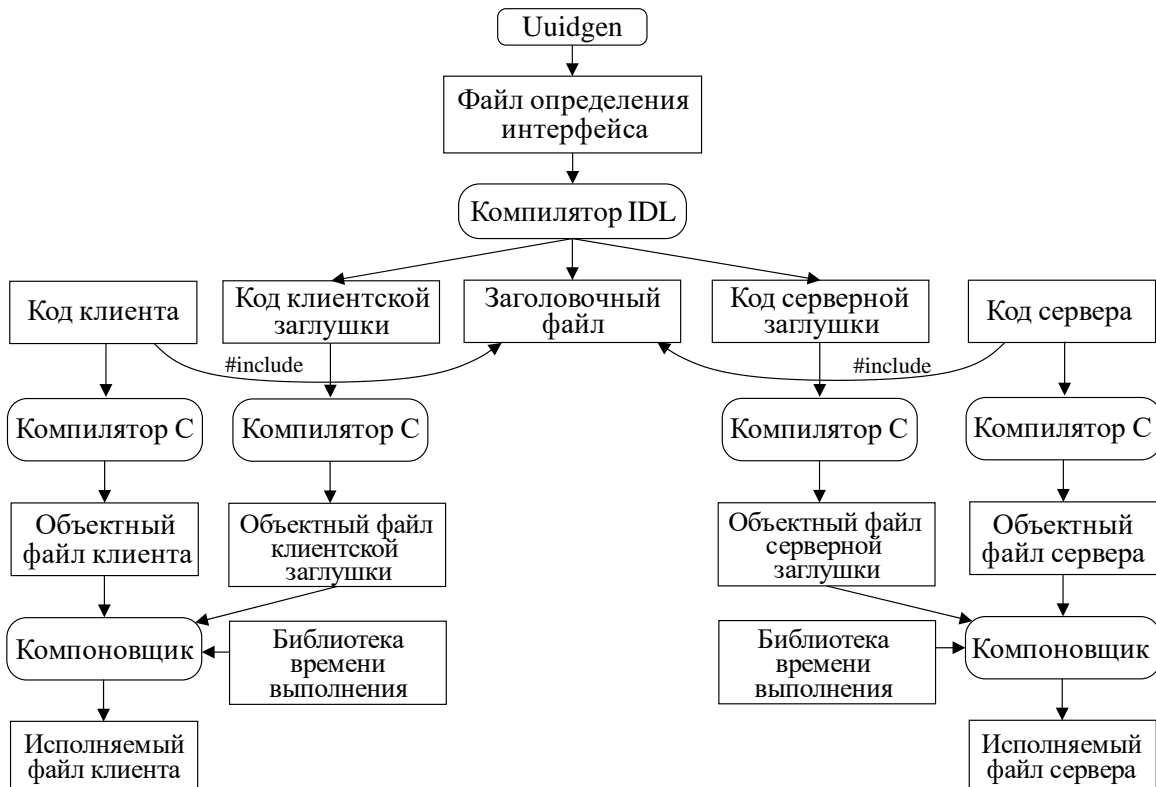 Uuidgen
Файл определения
интерфейса
Компилятор IDL
Код клиента
Код клиентской
заглушки
Заголовочный
файл
Код серверной
заглушки
Код сервера
#include
#include
Компилятор C
Компилятор C
Компилятор C
Компилятор C
Объектный
файл клиента
Объектный файл
клиентской
заглушки
Объектный файл
серверной
заглушки
Объектный
файл сервера
Компоновщик
Библиотека
времени
выполнения
Библиотека
времени
выполнения
Компоновщик
Исполняемый
файл клиента
Исполняемый
файл сервера